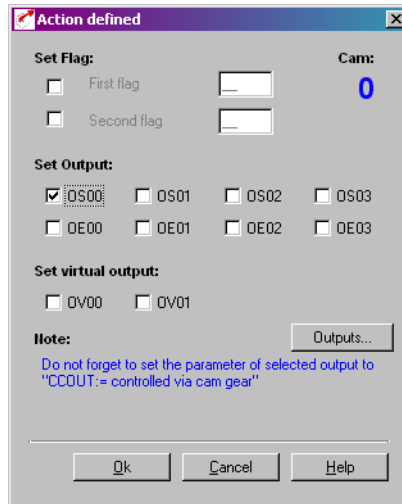 Action defined
Set Flag: Cam:
First flag __ 0
Second flag __
Set Output:
OS00 OS01 OS02 OS03
OE00 OE01 OE02 OE03
Set virtual output:
OV00 OV01
Note: Outputs...
Do not forget to set the parameter of selected output to
"CCOUT:= controlled via cam gear"
Ok Cancel Help